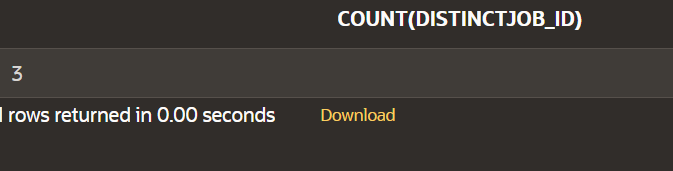 COUNT(DISTINCTJOB_ID)
3
rows returned in 0.00 seconds Download